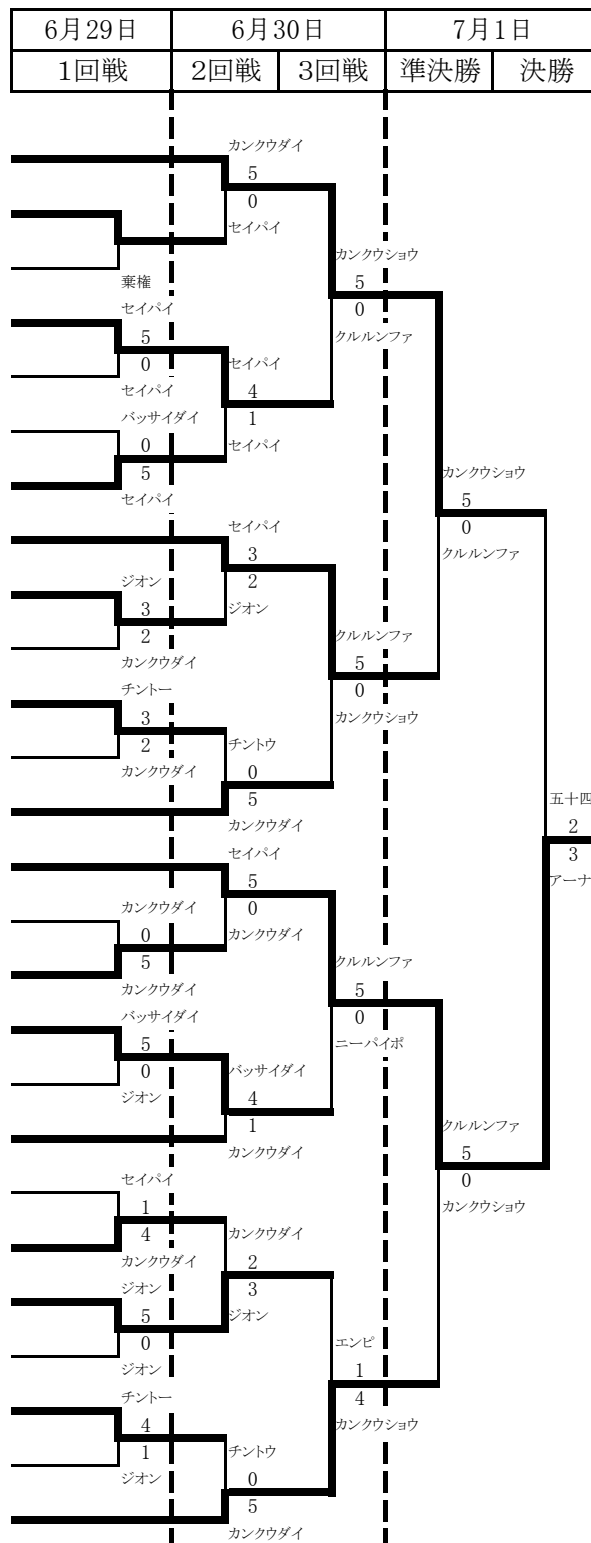 6月29日 6月30日 7月1日
1回戦 2回戦 3回戦 準決勝 決勝
カンクウダイ
5
0
セイパイ
カンクウショウ
棄権
5
セイパイ
0
5
クルルンファ
0
セイパイ
セイパイ
4
バッサイダイ
1
0
セイパイ
5
カンクウショウ
セイパイ
5
0
セイパイ
3
クルルンファ
ジオン
2
3
ジオン
2
クルルンファ
カンクウダイ
5
チントー
0
3
カンクウショウ
2
チントウ
カンクウダイ
0
5
五十四
カンクウダイ
2
3
セイパイ
アーナ
5
カンクウダイ
0
0
カンクウダイ
5
クルルンファ
カンクウダイ
5
バッサイダイ
0
5
ニーパイポ
0
バッサイダイ
ジオン
4
1
クルルンファ
カンクウダイ
5
セイパイ
0
1
カンクウショウ
4
カンクウダイ
カンクウダイ
2
ジオン
3
5
ジオン
0
エンピ
ジオン
1
チントー
4
4
カンクウショウ
1
チントウ
ジオン
0
5
カンクウダイ